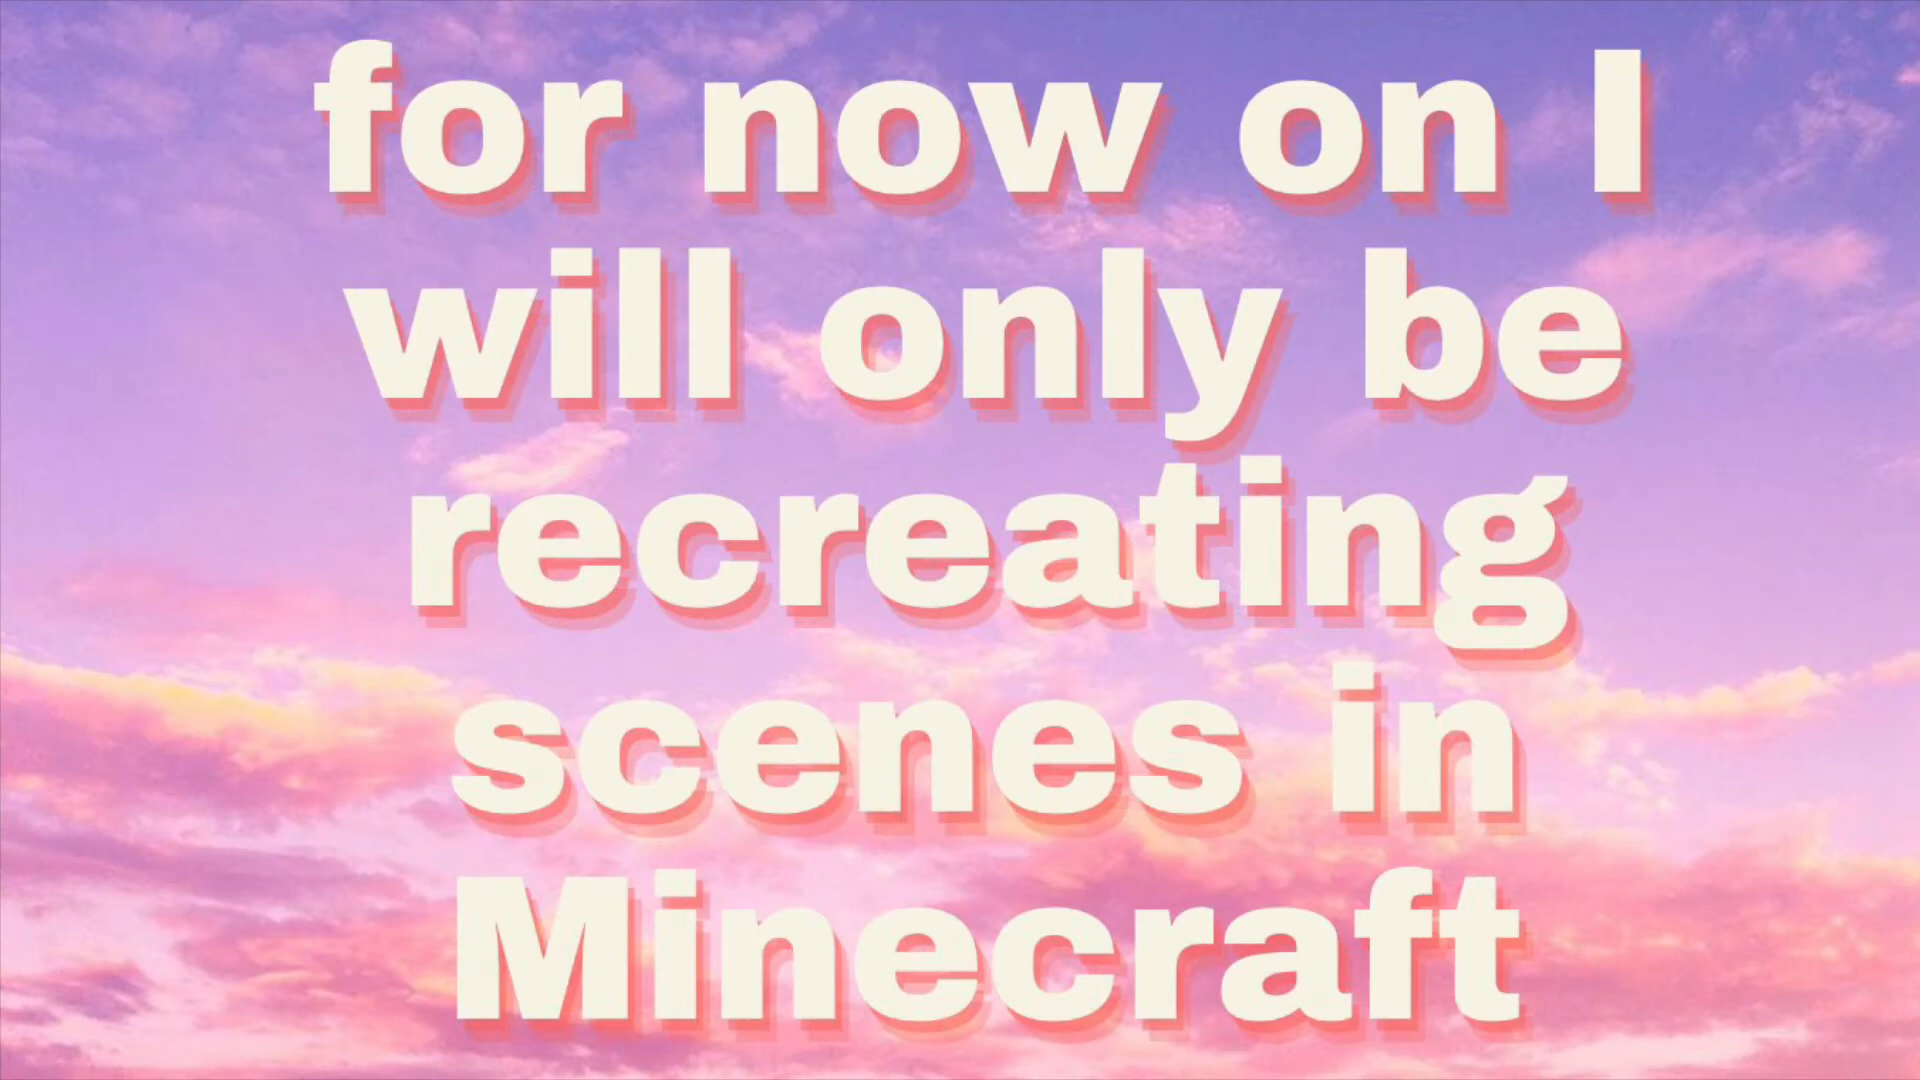 for now on I
will only be
recreating
scenes in
Minecraft